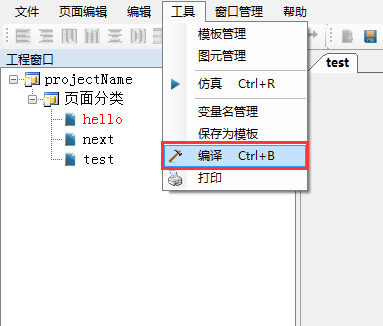 文件 页面编辑 编辑 工具 窗口管理 帮助
模板管理
图元管理
仿真 Ctrl+R
变量名管理
保存为模板
编译 Ctrl+B
打印
工程窗口
projectName
页面分类
hello
next
test
test